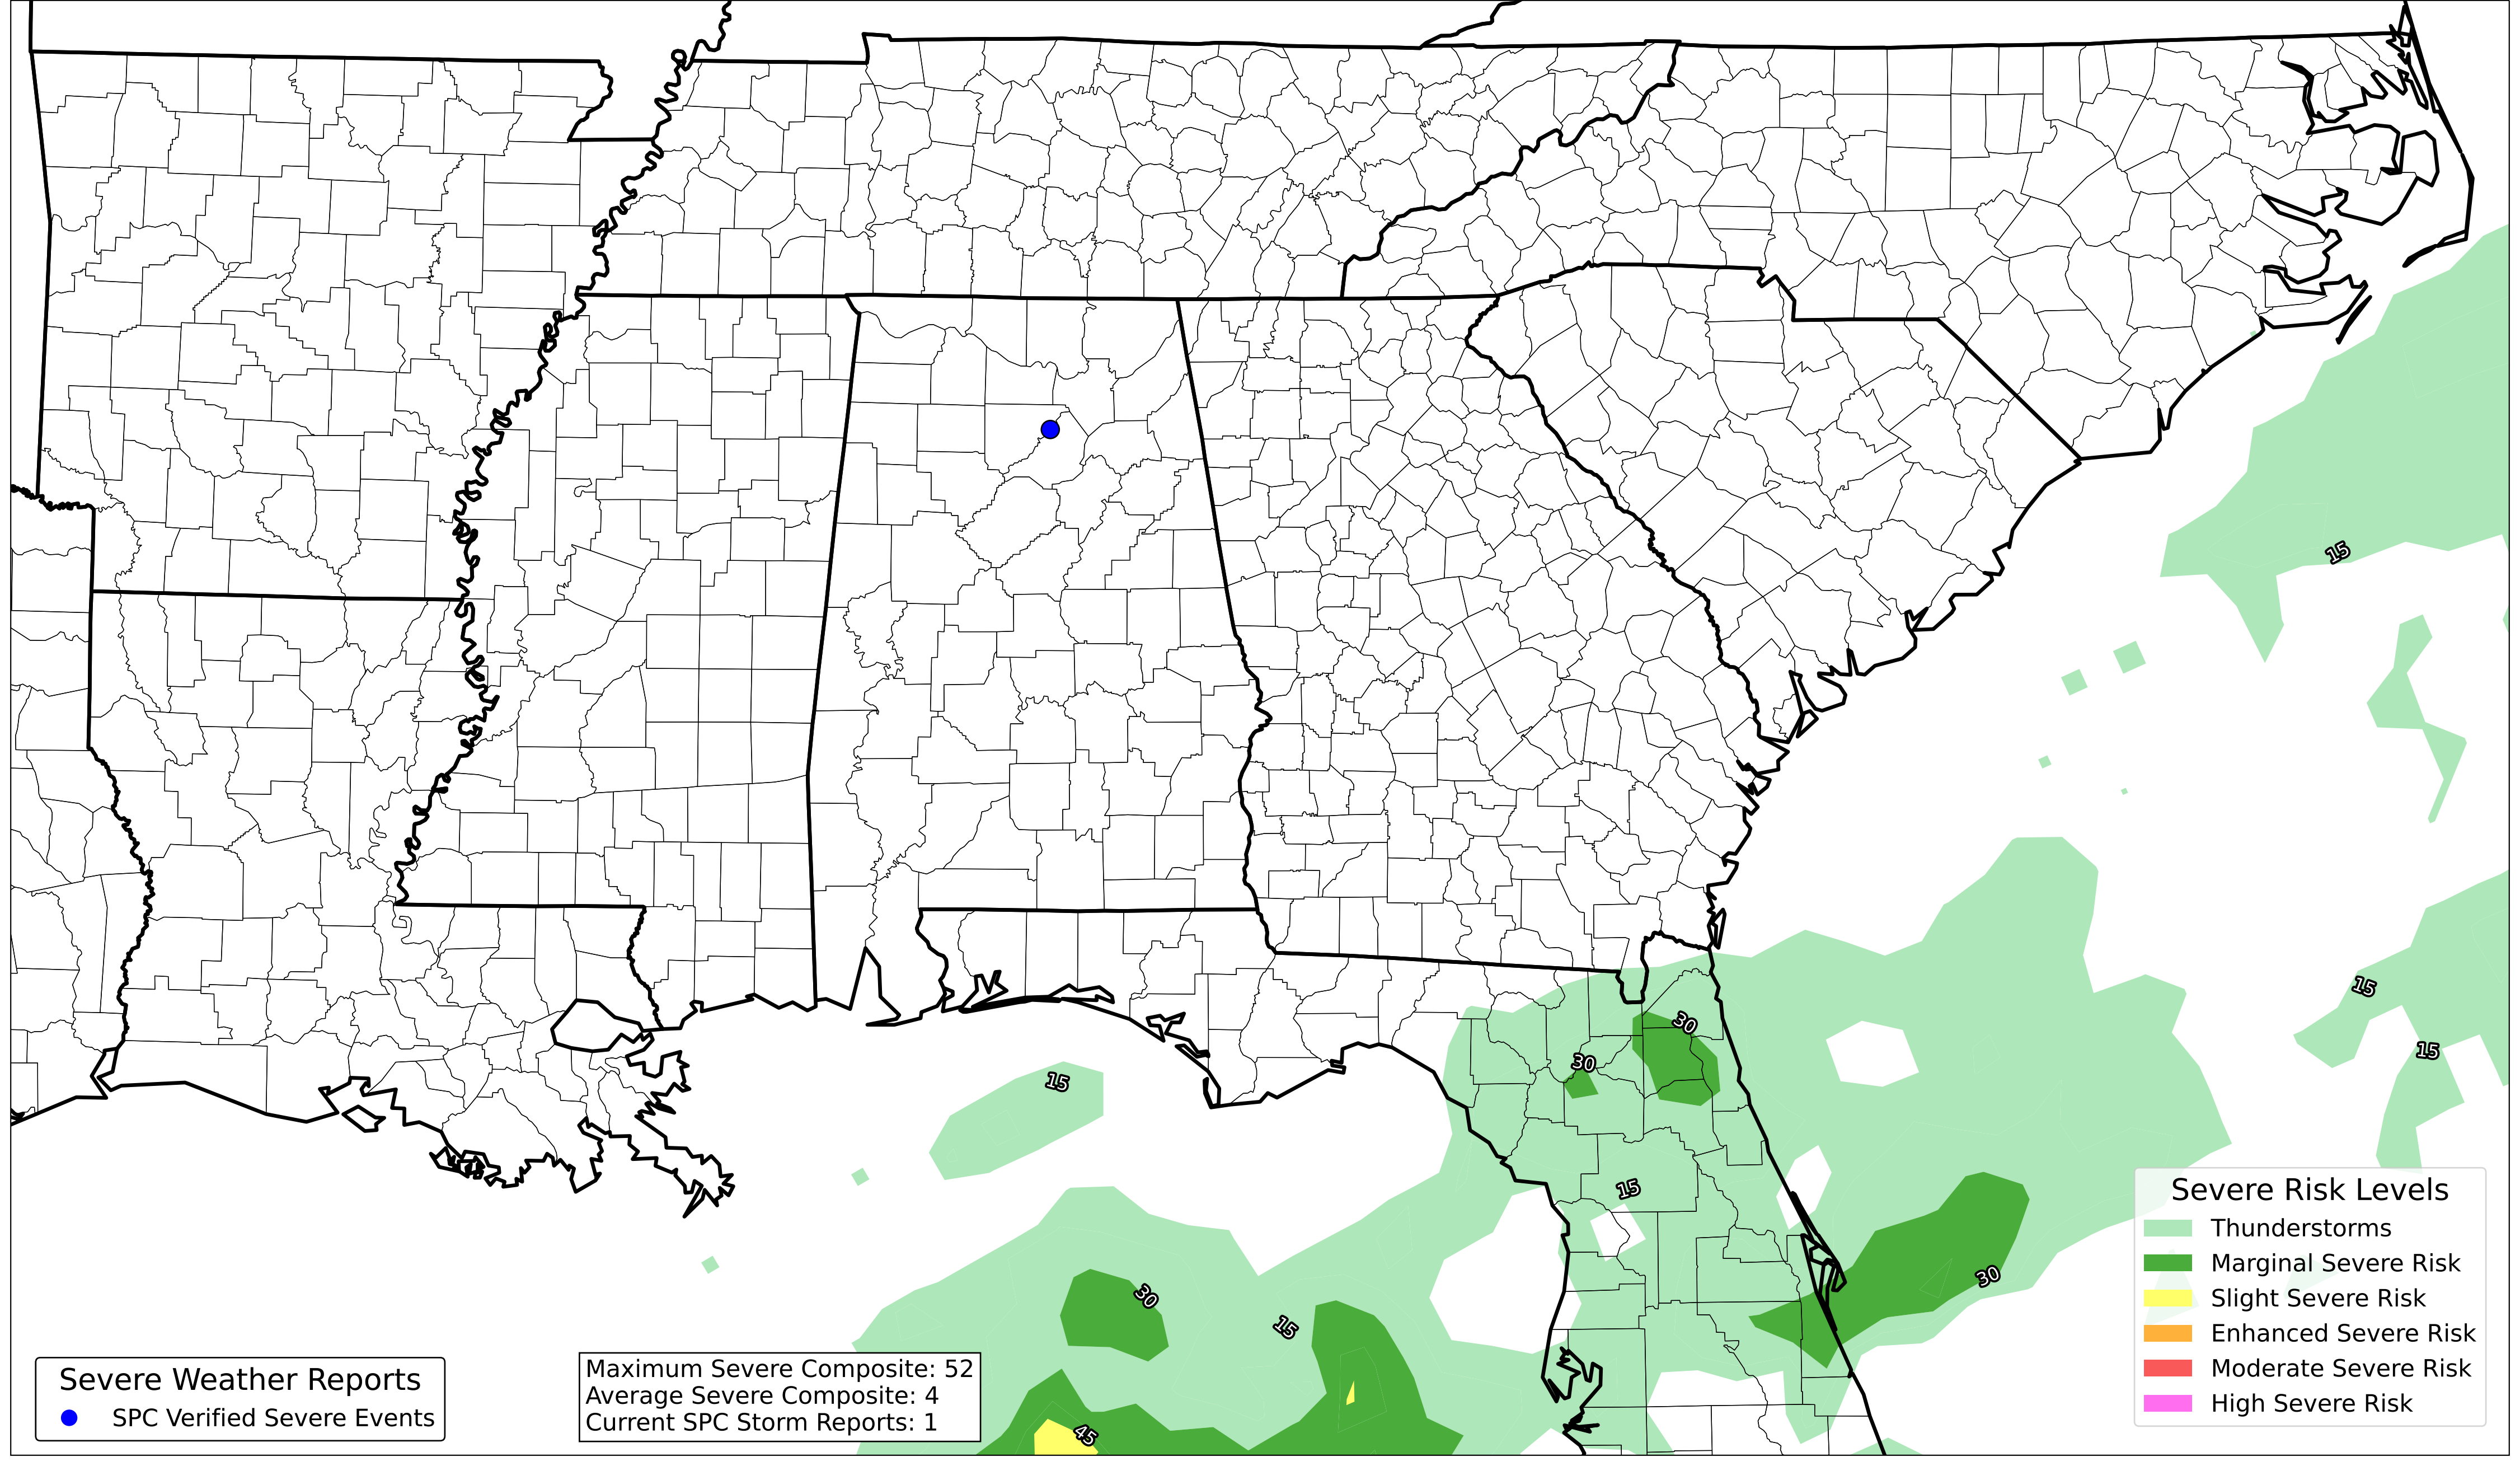 15
15
15
30
30
15
15
30
30
15
45
Severe Weather Reports
SPC Verified Severe Events
Maximum Severe Composite: 52
Average Severe Composite: 4
Current SPC Storm Reports: 1
Severe Risk Levels
Thunderstorms
Marginal Severe Risk
Slight Severe Risk
Enhanced Severe Risk
Moderate Severe Risk
High Severe Risk